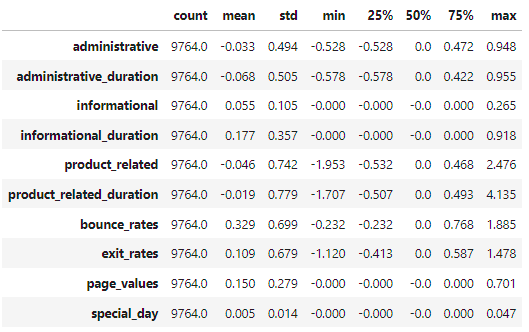 count mean std min 25% 50% 75% max
administrative 9764.0 -0.033 0.494 -0.528 -0.528 0.0 0.472 0.948
administrative_duration 9764.0 -0.068 0.505 -0.578 -0.578 0.0 0.422 0.955
informational 9764.0 0.055 0.105 -0.000 -0.000 -0.0 0.000 0.265
informational_duration 9764.0 0.177 0.357 -0.000 -0.000 -0.0 0.000 0.918
product_related 9764.0 -0.046 0.742 -1.953 -0.532 0.0 0.468 2.476
product_related_duration 9764.0 -0.019 0.779 -1.707 -0.507 0.0 0.493 4.135
bounce_rates 9764.0 0.329 0.699 -0.232 -0.232 0.0 0.768 1.885
exit_rates 9764.0 0.109 0.679 -1.120 -0.413 0.0 0.587 1.478
page_values 9764.0 0.150 0.279 -0.000 -0.000 -0.0 0.000 0.701
special_day 9764.0 0.005 0.014 -0.000 -0.000 -0.0 0.000 0.047